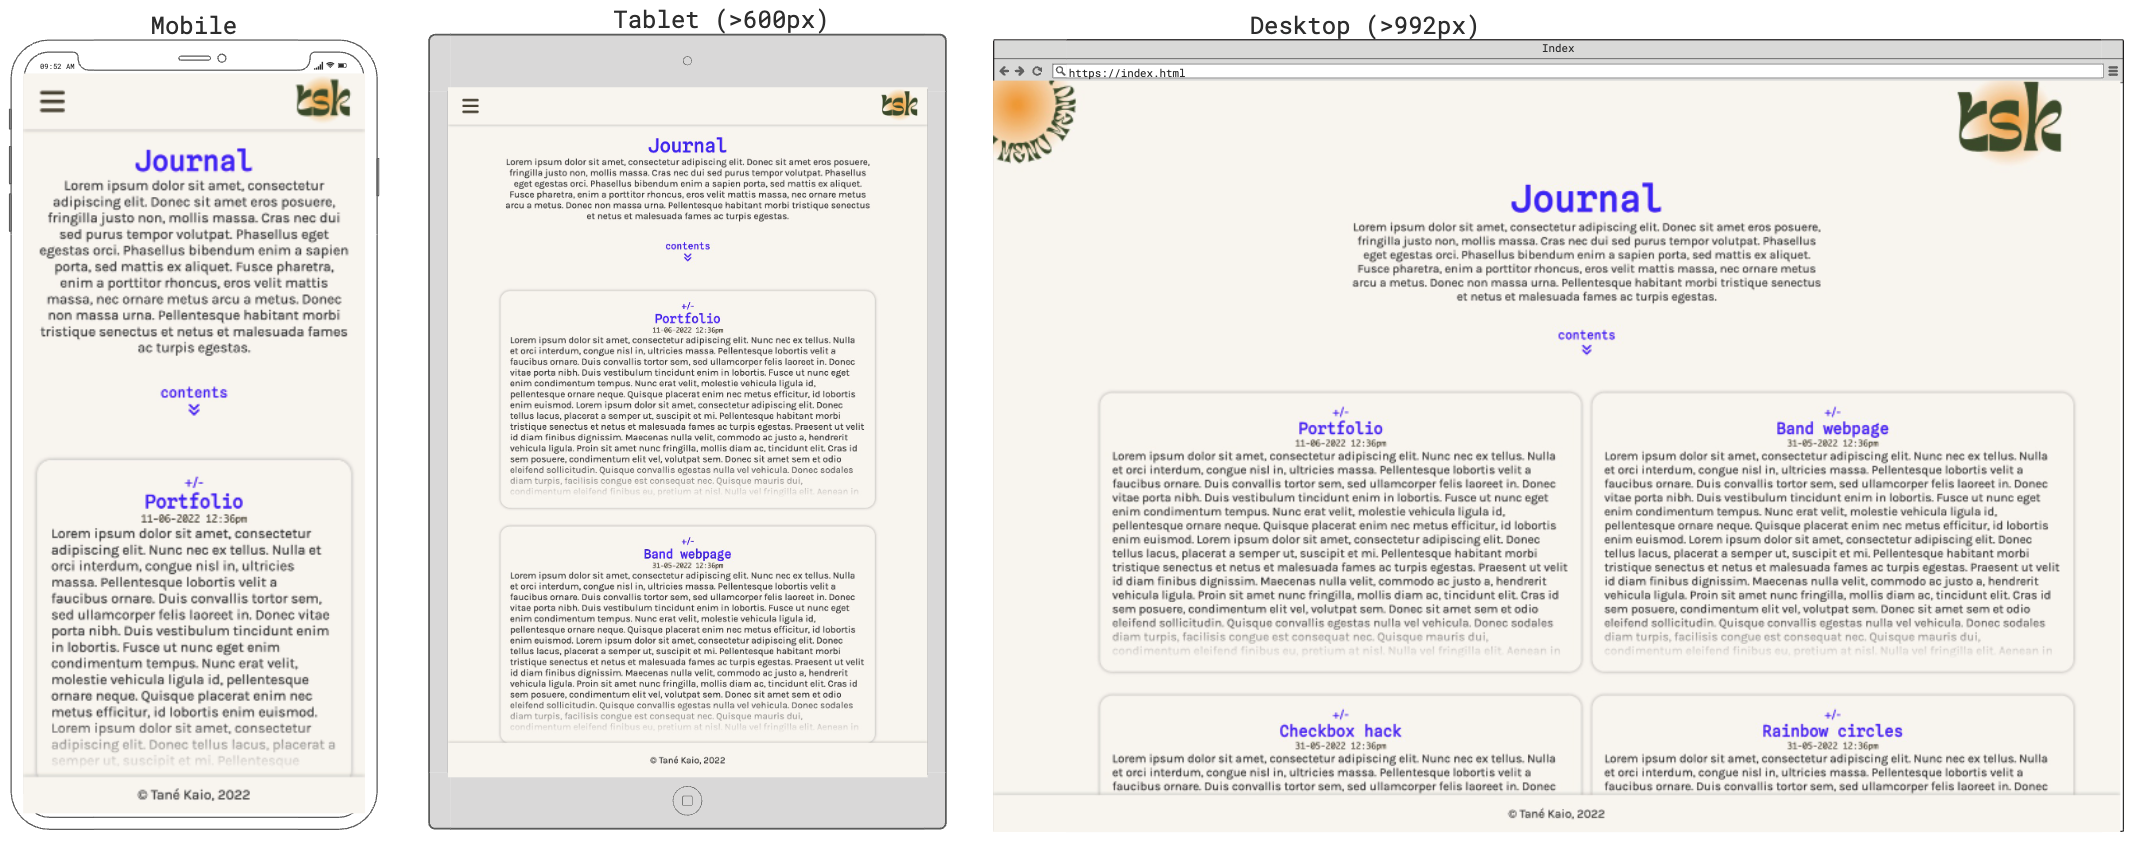 Mobile
09:52 AM
rsk
Journal
Lorem ipsum dolor sit amet, consectetur
adipiscing elit. Donec sit amet eros posuere,
fringilla justo non, mollis massa. Cras nec dui
sed purus tempor volutpat. Phasellus eget
egestas orci. Phasellus bibendum enim a sapien
porta, sed mattis ex aliquet. Fusce pharetra,
enim a porttitor rhoncus, eros velit mattis
massa, nec ornare metus arcu a metus. Donec
non massa urna. Pellentesque habitant morbi
tristique senectus et netus et malesuada fames
ac turpis egestas.
contents
+/-
Portfolio
11-06-2022 12:36pm
Lorem ipsum dolor sit amet, consectetur
adipiscing elit. Nunc nec ex tellus. Nulla et
orci interdum, congue nisl in, ultricies
massa. Pellentesque lobortis velit a
faucibus ornare. Duis convallis tortor sem,
sed ullamcorper felis laoreet in. Donec vitae
porta nibh. Duis vestibulum tincidunt enim
in lobortis. Fusce ut nunc eget enim
condimentum tempus. Nunc erat velit,
molestie vehicula ligula id, pellentesque
ornare neque. Quisque placerat enim nec
metus efficitur, id lobortis enim euismod.
Lorem ipsum dolor sit amet, consectetur
adipiscing elit. Donec tellus lacus, placerat a
semper ut, suscipit et mi. Pellentesque
© Tané Kaio, 2022
Tablet (>600px)
rsk
Journal
Lorem ipsum dolor sit amet, consectetur adipiscing elit. Donec sit amet eros posuere,
fringilla justo non, mollis massa. Cras nec dui sed purus tempor volutpat. Phasellus
eget egestas orci. Phasellus bibendum enim a sapien porta, sed mattis ex aliquet.
Fusce pharetra, enim a porttitor rhoncus, eros velit mattis massa, nec ornare metus
arcu a metus. Donec non massa urna. Pellentesque habitant morbi tristique senectus
et netus et malesuada fames ac turpis egestas.
contents
+/-
Portfolio
11-06-2022 12:36pm
Lorem ipsum dolor sit amet, consectetur adipiscing elit. Nunc nec ex tellus. Nulla
et orci interdum, congue nisl in, ultricies massa. Pellentesque lobortis velit a
faucibus ornare. Duis convallis tortor sem, sed ullamcorper felis laoreet in. Donec
vitae porta nibh. Duis vestibulum tincidunt enim in lobortis. Fusce ut nunc eget
enim condimentum tempus. Nunc erat velit, molestie vehicula ligula id,
pellentesque ornare neque. Quisque placerat enim nec metus efficitur, id lobortis
enim euismod. Lorem ipsum dolor sit amet, consectetur adipiscing elit. Donec
tellus lacus, placerat a semper ut, suscipit et mi. Pellentesque habitant morbi
tristique senectus et netus et malesuada fames ac turpis egestas. Praesent ut velit
id diam finibus dignissim. Maecenas nulla velit, commodo ac justo a, hendrerit
vehicula ligula. Proin sit amet nunc fringilla, mollis diam ac, tincidunt elit. Cras id
sem posuere, condimentum elit vel, volutpat sem. Donec sit amet sem et odio
eleifend sollicitudin. Quisque convallis egestas nulla vel vehicula. Donec sodales
diam turpis, facilisis congue est consequat nec. Quisque mauris dui,
condimentum eleifend finibus eu, pretium at nisl. Nulla vel fringilla elit. Aenean in
+/-
Band webpage
31-05-2022 12:36pm
Lorem ipsum dolor sit amet, consectetur adipiscing elit. Nunc nec ex tellus. Nulla
et orci interdum, congue nisl in, ultricies massa. Pellentesque lobortis velit a
faucibus ornare. Duis convallis tortor sem, sed ullamcorper felis laoreet in. Donec
vitae porta nibh. Duis vestibulum tincidunt enim in lobortis. Fusce ut nunc eget
enim condimentum tempus. Nunc erat velit, molestie vehicula ligula id,
pellentesque ornare neque. Quisque placerat enim nec metus efficitur, id lobortis
enim euismod. Lorem ipsum dolor sit amet, consectetur adipiscing elit. Donec
tellus lacus, placerat a semper ut, suscipit et mi. Pellentesque habitant morbi
tristique senectus et netus et malesuada fames ac turpis egestas. Praesent ut velit
id diam finibus dignissim. Maecenas nulla velit, commodo ac justo a, hendrerit
vehicula ligula. Proin sit amet nunc fringilla, mollis diam ac, tincidunt elit. Cras id
sem posuere, condimentum elit vel, volutpat sem. Donec sit amet sem et odio
eleifend sollicitudin. Quisque convallis egestas nulla vel vehicula. Donec sodales
diam turpis, facilisis congue est consequat nec. Quisque mauris dui,
condimentum eleifend finibus eu, pretium at nisl. Nulla vel fringilla elit. Aenean in
© Tané Kaio, 2022
Desktop (>992px)
Index
https://index.html
MENU MENU
rsk
Journal
Lorem ipsum dolor sit amet, consectetur adipiscing elit. Donec sit amet eros posuere,
fringilla justo non, mollis massa. Cras nec dui sed purus tempor volutpat. Phasellus
eget egestas orci. Phasellus bibendum enim a sapien porta, sed mattis ex aliquet.
Fusce pharetra, enim a porttitor rhoncus, eros velit mattis massa, nec ornare metus
arcu a metus. Donec non massa urna. Pellentesque habitant morbi tristique senectus
et netus et malesuada fames ac turpis egestas.
contents
+/-
Portfolio
11-06-2022 12:36pm
Lorem ipsum dolor sit amet, consectetur adipiscing elit. Nunc nec ex tellus. Nulla
et orci interdum, congue nisl in, ultricies massa. Pellentesque lobortis velit a
faucibus ornare. Duis convallis tortor sem, sed ullamcorper felis laoreet in. Donec
vitae porta nibh. Duis vestibulum tincidunt enim in lobortis. Fusce ut nunc eget
enim condimentum tempus. Nunc erat velit, molestie vehicula ligula id,
pellentesque ornare neque. Quisque placerat enim nec metus efficitur, id lobortis
enim euismod. Lorem ipsum dolor sit amet, consectetur adipiscing elit. Donec
tellus lacus, placerat a semper ut, suscipit et mi. Pellentesque habitant morbi
tristique senectus et netus et malesuada fames ac turpis egestas. Praesent ut velit
id diam finibus dignissim. Maecenas nulla velit, commodo ac justo a, hendrerit
vehicula ligula. Proin sit amet nunc fringilla, mollis diam ac, tincidunt elit. Cras id
sem posuere, condimentum elit vel, volutpat sem. Donec sit amet sem et odio
eleifend sollicitudin. Quisque convallis egestas nulla vel vehicula. Donec sodales
diam turpis, facilisis congue est consequat nec. Quisque mauris dui,
condimentum eleifend finibus eu, pretium at nisl. Nulla vel fringilla elit. Aenean in
+/-
Band webpage
31-05-2022 12:36pm
Lorem ipsum dolor sit amet, consectetur adipiscing elit. Nunc nec ex tellus. Nulla
et orci interdum, congue nisl in, ultricies massa. Pellentesque lobortis velit a
faucibus ornare. Duis convallis tortor sem, sed ullamcorper felis laoreet in. Donec
vitae porta nibh. Duis vestibulum tincidunt enim in lobortis. Fusce ut nunc eget
enim condimentum tempus. Nunc erat velit, molestie vehicula ligula id,
pellentesque ornare neque. Quisque placerat enim nec metus efficitur, id lobortis
enim euismod. Lorem ipsum dolor sit amet, consectetur adipiscing elit. Donec
tellus lacus, placerat a semper ut, suscipit et mi. Pellentesque habitant morbi
tristique senectus et netus et malesuada fames ac turpis egestas. Praesent ut velit
id diam finibus dignissim. Maecenas nulla velit, commodo ac justo a, hendrerit
vehicula ligula. Proin sit amet nunc fringilla, mollis diam ac, tincidunt elit. Cras id
sem posuere, condimentum elit vel, volutpat sem. Donec sit amet sem et odio
eleifend sollicitudin. Quisque convallis egestas nulla vel vehicula. Donec sodales
diam turpis, facilisis congue est consequat nec. Quisque mauris dui,
condimentum eleifend finibus eu, pretium at nisl. Nulla vel fringilla elit. Aenean in
+/-
Checkbox hack
31-05-2022 12:36pm
Lorem ipsum dolor sit amet, consectetur adipiscing elit. Nunc nec ex tellus. Nulla
et orci interdum, congue nisl in, ultricies massa. Pellentesque lobortis velit a
faucibus ornare. Duis convallis tortor sem, sed ullamcorper felis laoreet in. Donec
+/-
Rainbow circles
31-05-2022 12:36pm
Lorem ipsum dolor sit amet, consectetur adipiscing elit. Nunc nec ex tellus. Nulla
et orci interdum, congue nisl in, ultricies massa. Pellentesque lobortis velit a
faucibus ornare. Duis convallis tortor sem, sed ullamcorper felis laoreet in. Donec
© Tané Kaio, 2022